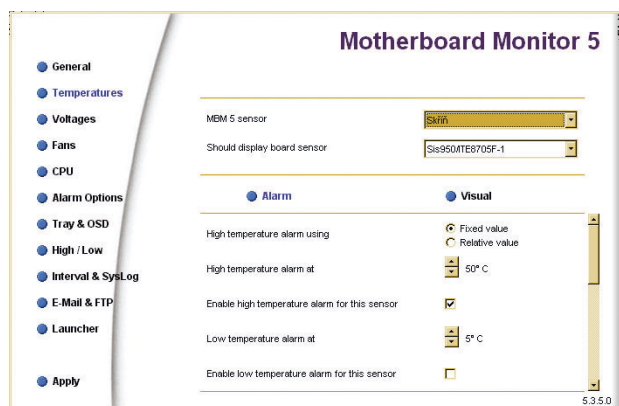 Motherboard Monitor 5
General
Temperatures
Voltages
Fans
CPU
Alarm Options
Tray & OSD
High / Low
Interval & SysLog
E-Mail & FTP
Launcher
Apply
MBM 5 sensor
Skříň
Should display board sensor
Sis950/ITE8705F-1
Alarm
Visual
High temperature alarm using
Fixed value
Relative value
High temperature alarm at
50° C
Enable high temperature alarm for this sensor
Low temperature alarm at
5° C
Enable low temperature alarm for this sensor
5.3.5.0